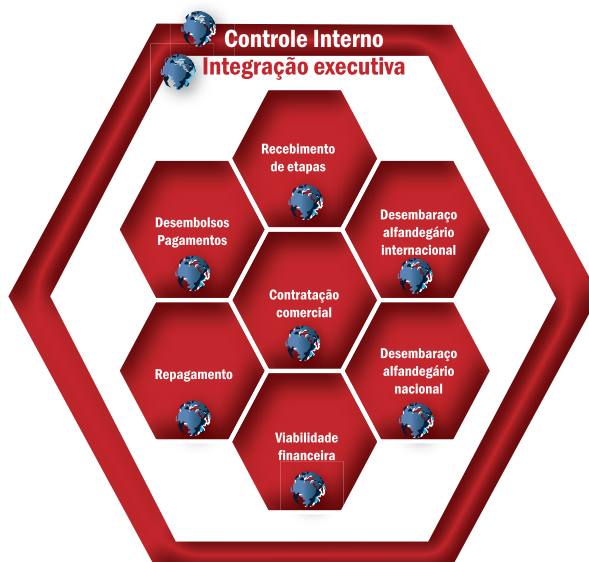 Controle Interno
Integração executiva
Recebimento
de etapas
Desembolsos
Pagamentos
Desembaraço
alfandegário
internacional
Contratação
comercial
Repagamento
Desembaraço
alfandegário
nacional
Viabilidade
financeira